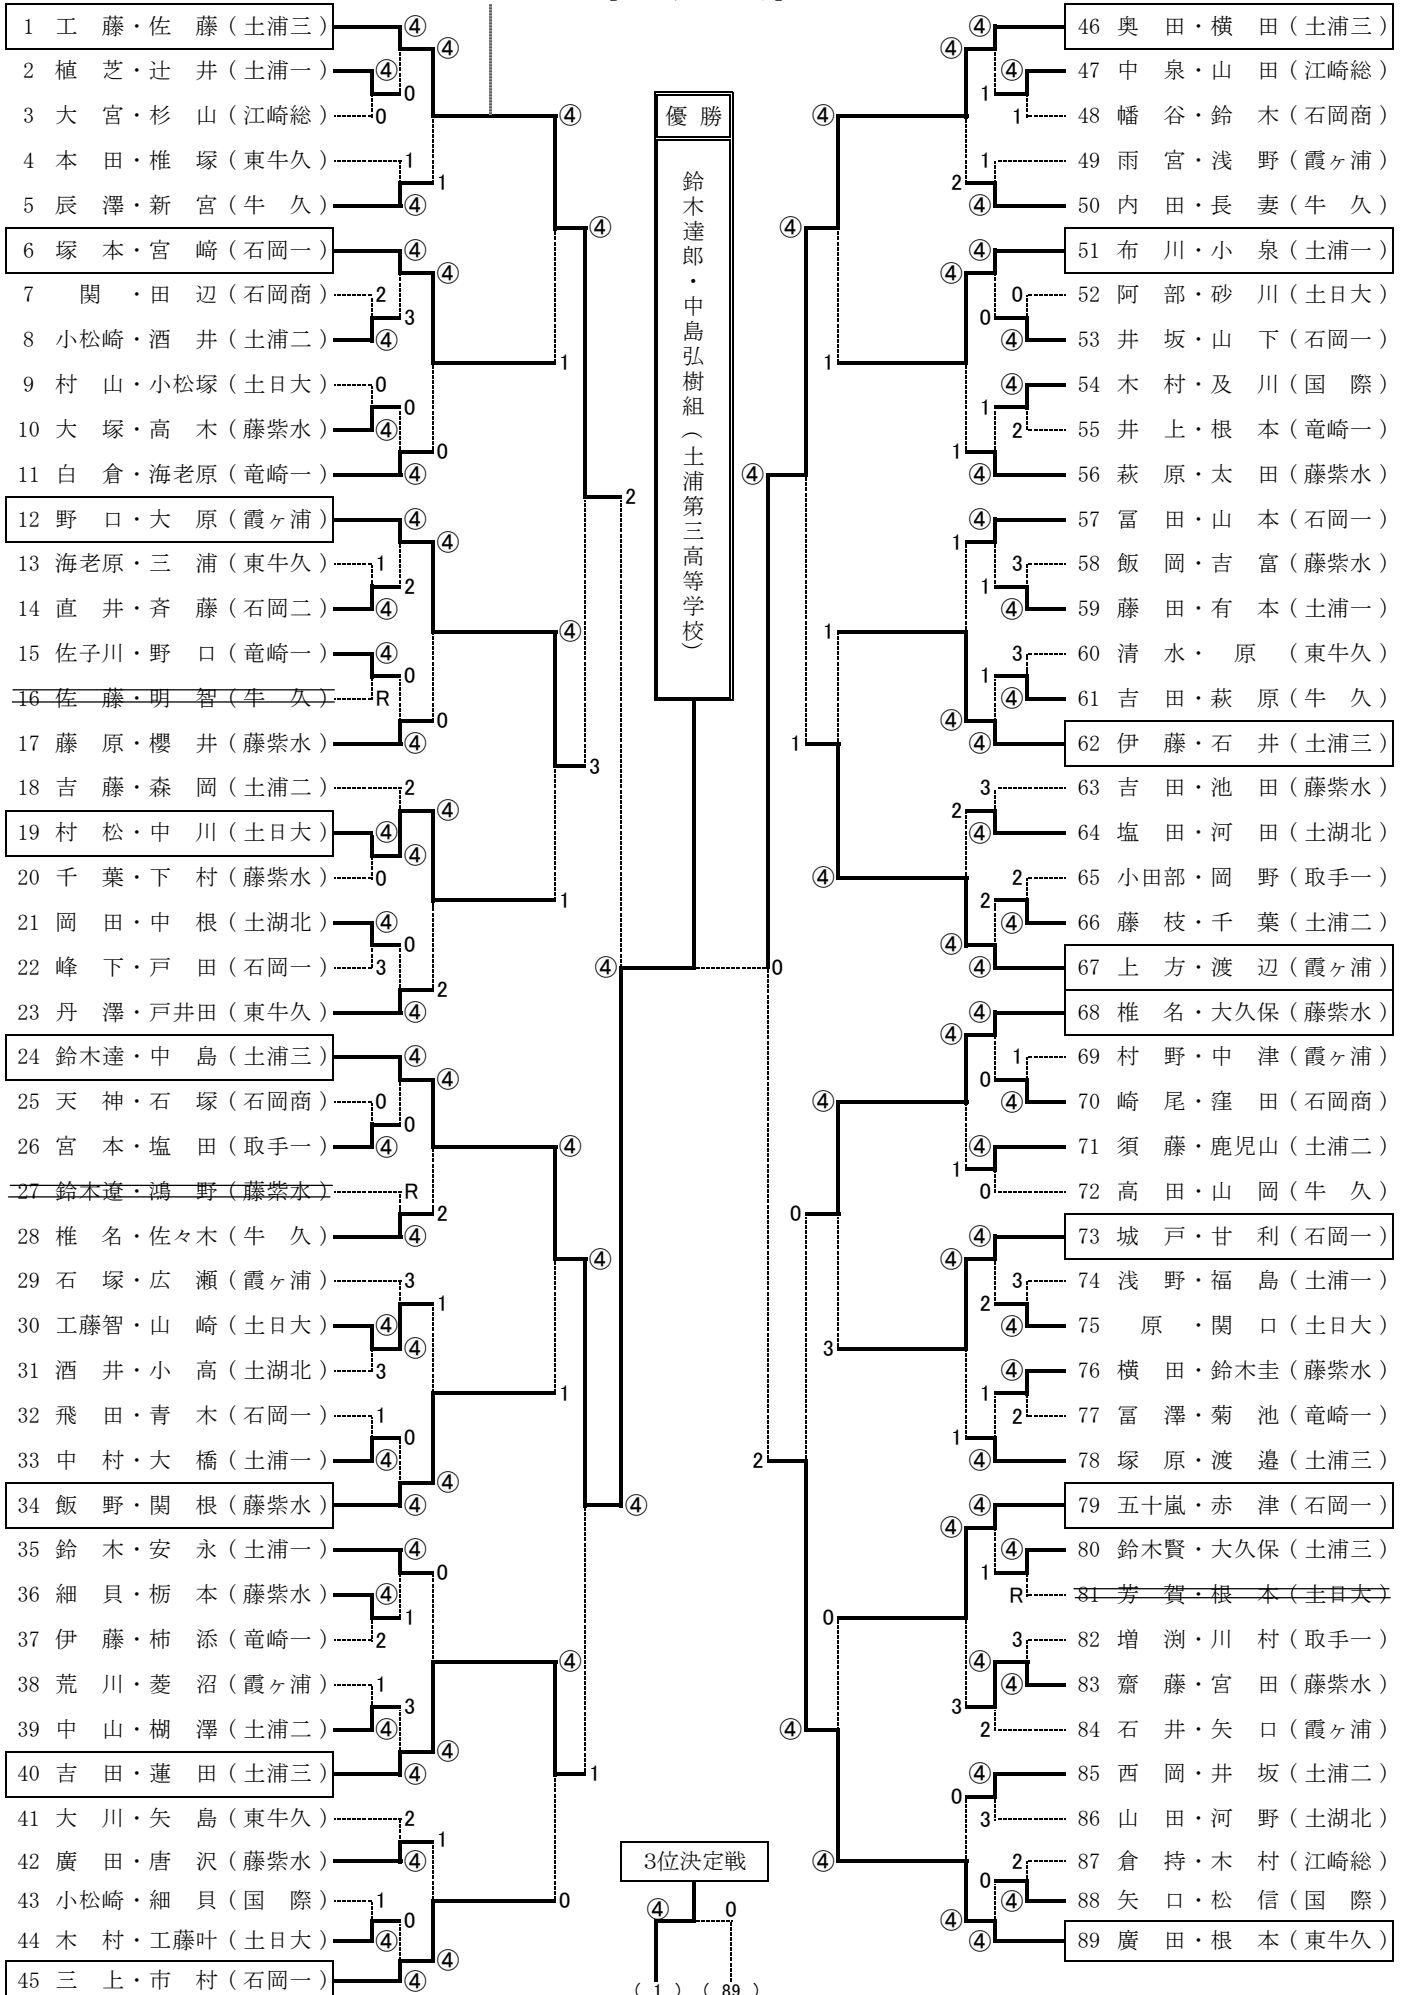 1 工　藤・佐　藤（土浦三）
2 植　芝・辻　井（土浦一）
3 大　宮・杉　山（江崎総）
4 本　田・椎　塚（東牛久）
5 辰　澤・新　宮（牛　久）
6 塚　本・宮　﨑（石岡一）
7 　関　・田　辺（石岡商）
8 小松崎・酒　井（土浦二）
9 村　山・小松塚（土日大）
10 大　塚・高　木（藤紫水）
11 白　倉・海老原（竜崎一）
12 野　口・大　原（霞ヶ浦）
13 海老原・三　浦（東牛久）
14 直　井・斉　藤（石岡二）
15 佐子川・野　口（竜崎一）
16 佐　藤・明　智（牛　久）
17 藤　原・櫻　井（藤紫水）
18 吉　藤・森　岡（土浦二）
19 村　松・中　川（土日大）
20 千　葉・下　村（藤紫水）
21 岡　田・中　根（土湖北）
22 峰　下・戸　田（石岡一）
23 丹　澤・戸井田（東牛久）
24 鈴木達・中　島（土浦三）
25 天　神・石　塚（石岡商）
26 宮　本・塩　田（取手一）
27 鈴木遼・鴻　野（藤紫水）
28 椎　名・佐々木（牛　久）
29 石　塚・広　瀬（霞ヶ浦）
30 工藤智・山　崎（土日大）
31 酒　井・小　高（土湖北）
32 飛　田・青　木（石岡一）
33 中　村・大　橋（土浦一）
34 飯　野・関　根（藤紫水）
35 鈴　木・安　永（土浦一）
36 細　貝・栃　本（藤紫水）
37 伊　藤・柿　添（竜崎一）
38 荒　川・菱　沼（霞ヶ浦）
39 中　山・楜　澤（土浦二）
40 吉　田・蓮　田（土浦三）
41 大　川・矢　島（東牛久）
42 廣　田・唐　沢（藤紫水）
43 小松崎・細　貝（国　際）
44 木　村・工藤叶（土日大）
45 三　上・市　村（石岡一）
優 勝
鈴木達郎・中島弘樹組（土浦第三高等学校）
3位決定戦
④ 0
（ 1 ）（ 89 ）
46 奥　田・横　田（土浦三）
47 中　泉・山　田（江崎総）
48 幡　谷・鈴　木（石岡商）
49 雨　宮・浅　野（霞ヶ浦）
50 内　田・長　妻（牛　久）
51 布　川・小　泉（土浦一）
52 阿　部・砂　川（土日大）
53 井　坂・山　下（石岡一）
54 木　村・及　川（国　際）
55 井　上・根　本（竜崎一）
56 萩　原・太　田（藤紫水）
57 冨　田・山　本（石岡一）
58 飯　岡・吉　富（藤紫水）
59 藤　田・有　本（土浦一）
60 清　水・　原　（東牛久）
61 吉　田・萩　原（牛　久）
62 伊　藤・石　井（土浦三）
63 吉　田・池　田（藤紫水）
64 塩　田・河　田（土湖北）
65 小田部・岡　野（取手一）
66 藤　枝・千　葉（土浦二）
67 上　方・渡　辺（霞ヶ浦）
68 椎　名・大久保（藤紫水）
69 村　野・中　津（霞ヶ浦）
70 崎　尾・窪　田（石岡商）
71 須　藤・鹿児山（土浦二）
72 高　田・山　岡（牛　久）
73 城　戸・甘　利（石岡一）
74 浅　野・福　島（土浦一）
75 　原　・関　口（土日大）
76 横　田・鈴木圭（藤紫水）
77 冨　澤・菊　池（竜崎一）
78 塚　原・渡　邉（土浦三）
79 五十嵐・赤　津（石岡一）
80 鈴木賢・大久保（土浦三）
81 芳　賀・根　本（土日大）
82 増　渕・川　村（取手一）
83 齋　藤・宮　田（藤紫水）
84 石　井・矢　口（霞ヶ浦）
85 西　岡・井　坂（土浦二）
86 山　田・河　野（土湖北）
87 倉　持・木　村（江崎総）
88 矢　口・松　信（国　際）
89 廣　田・根　本（東牛久）